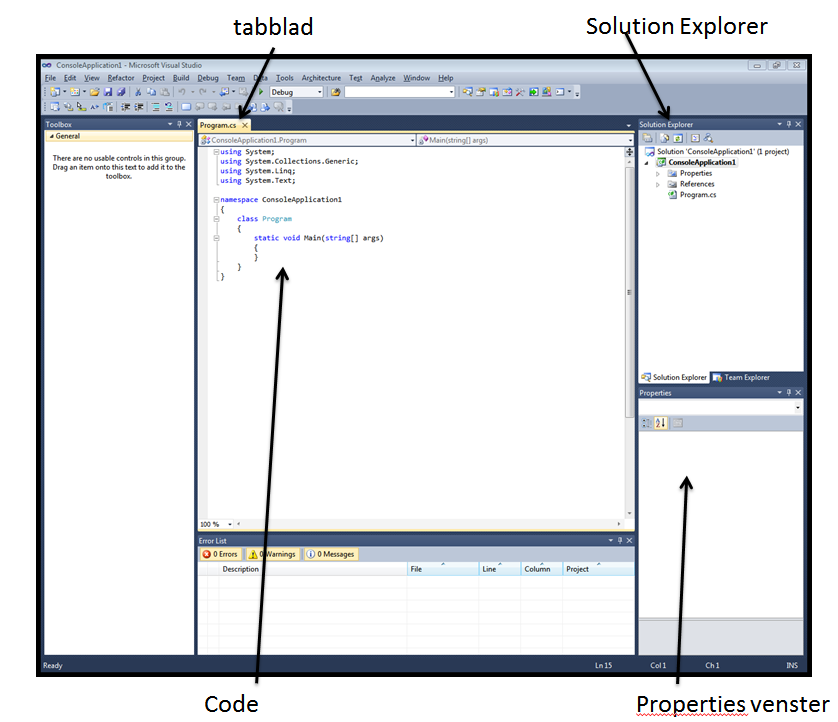 tabblad
Solution Explorer
ConsoleApplication1 - Microsoft Visual Studio
File Edit View Refactor Project Build Debug Team Data Tools Architecture Test Analyze Window Help
Debug
Toolbox
General
There are no usable controls in this group.
Drag an item onto this text to add it to the
toolbox.
Program.cs
ConsoleApplication1.Program
Main(string[] args)
using System;
using System.Collections.Generic;
using System.Linq;
using System.Text;
namespace ConsoleApplication1
{
class Program
{
static void Main(string[] args)
{
}
}
}
100 %
Solution Explorer
Solution 'ConsoleApplication1' (1 project)
ConsoleApplication1
Properties
References
Program.cs
Solution Explorer Team Explorer
Properties
Error List
0 Errors 0 Warnings 0 Messages
Description File Line Column Project
Ready Ln 15 Col 1 Ch 1 INS
Code
Properties venster